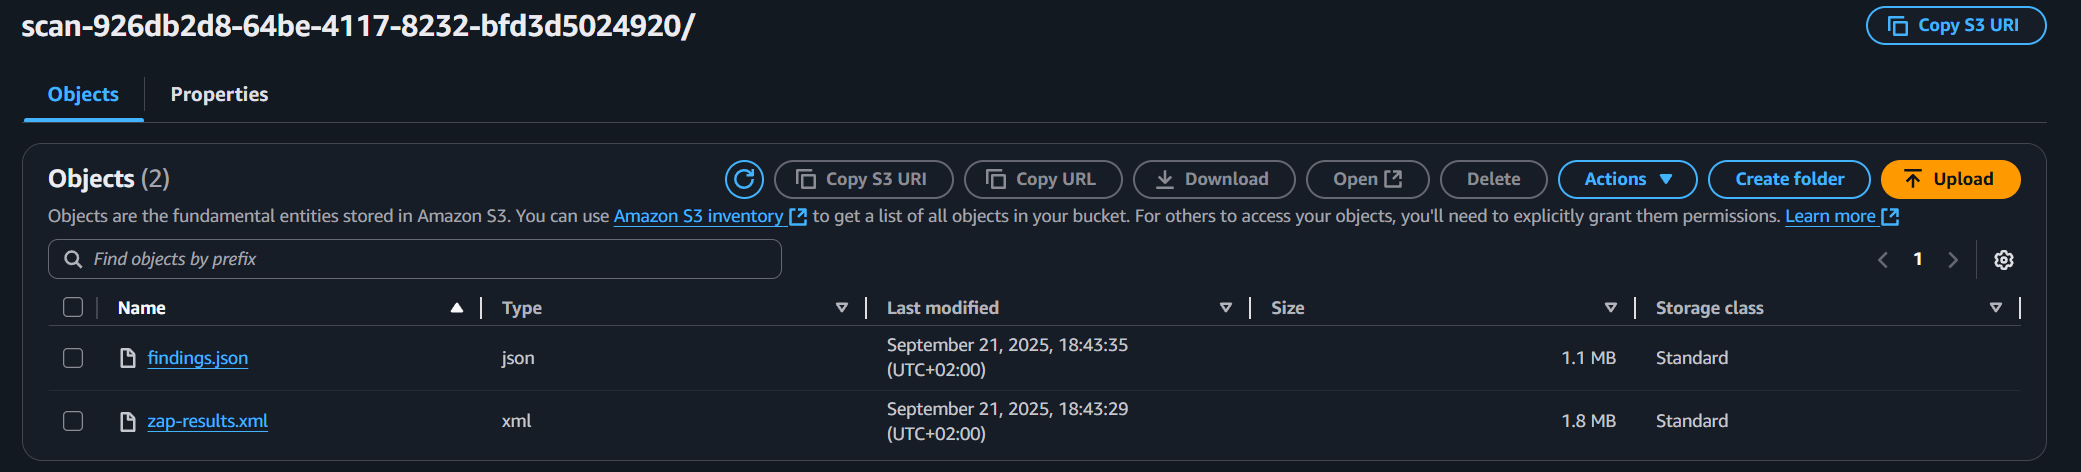 scan-926db2d8-64be-4117-8232-bfd3d5024920/
Copy S3 URI
Objects
Properties
Objects (2)
Copy S3 URI
Copy URL
Download
Open
Delete
Actions
Create folder
Upload
Objects are the fundamental entities stored in Amazon S3. You can use Amazon S3 inventory to get a list of all objects in your bucket. For others to access your objects, you'll need to explicitly grant them permissions. Learn more
Find objects by prefix
1
Name
Type
Last modified
Size
Storage class
findings.json
json
September 21, 2025, 18:43:35
(UTC+02:00)
1.1 MB
Standard
zap-results.xml
xml
September 21, 2025, 18:43:29
(UTC+02:00)
1.8 MB
Standard